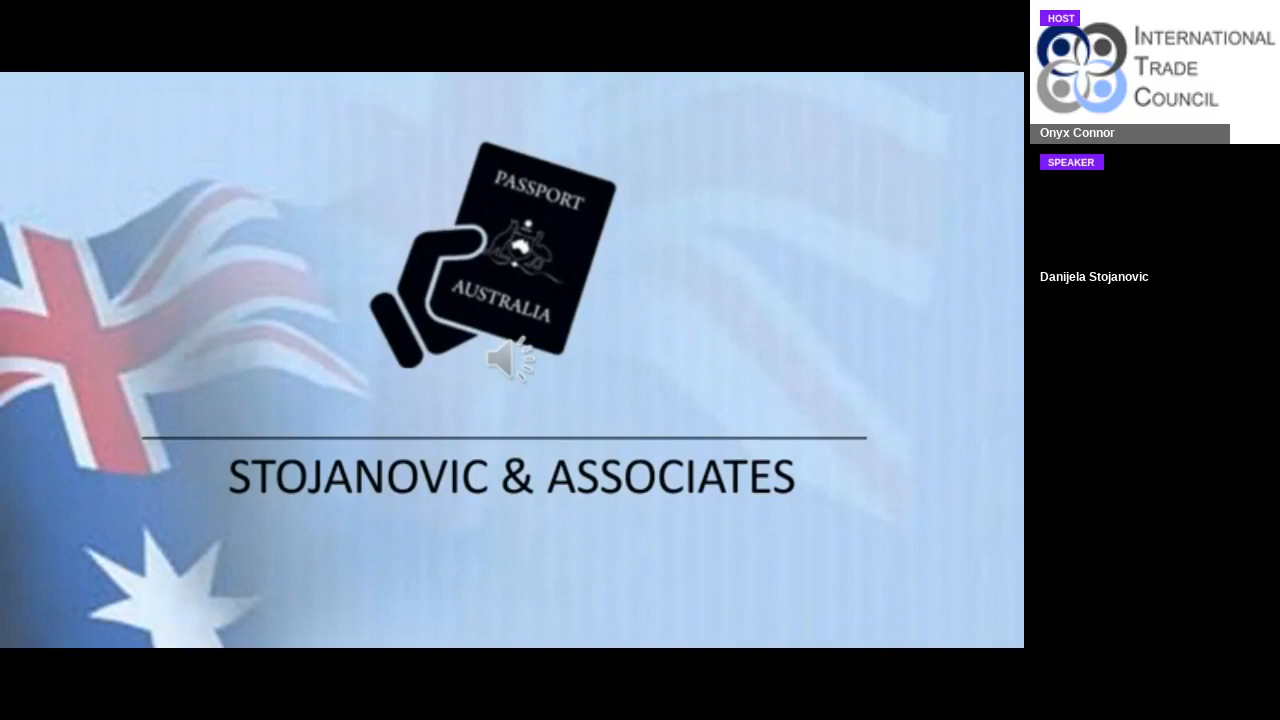 PASSPORT
AUSTRALIA
STOJANOVIC & ASSOCIATES
HOST
INTERNATIONAL
TRADE
COUNCIL
Onyx Connor
SPEAKER
Danijela Stojanovic